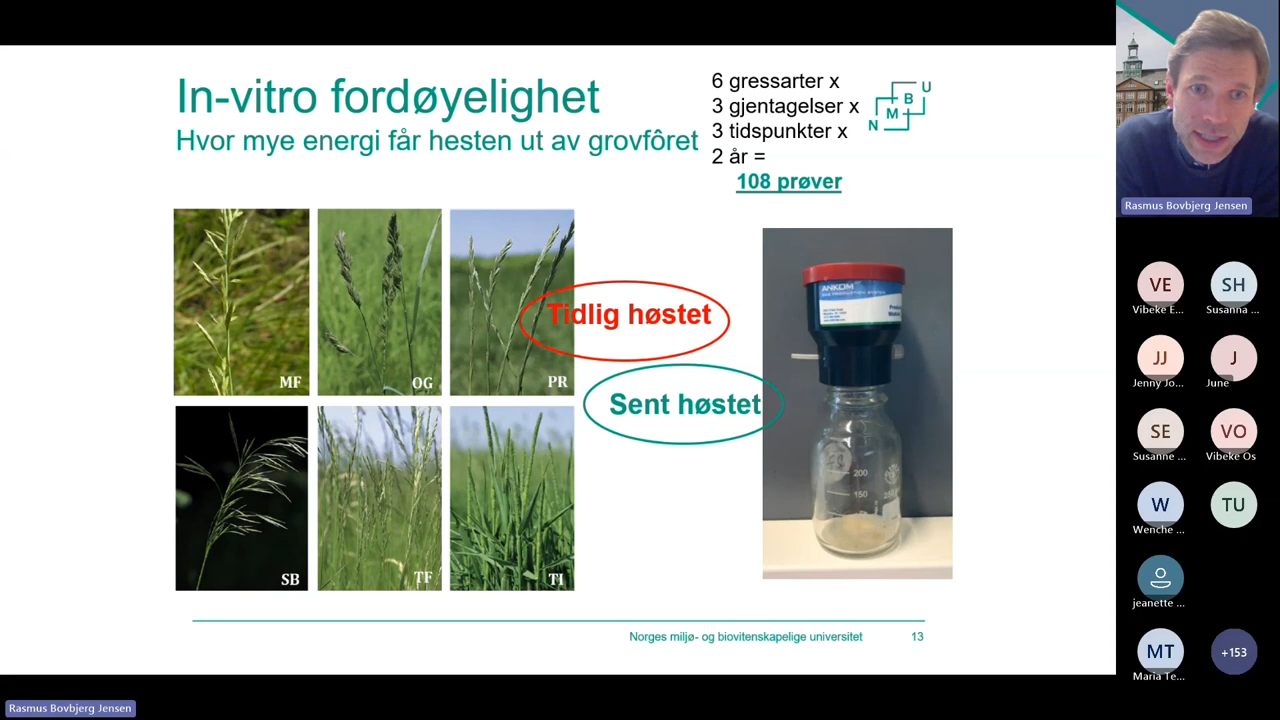 In-vitro fordøyelighet
Hvor mye energi får hesten ut av grovfôret
6 gressarter x
3 gjentagelser x
3 tidspunkter x
2 år =
108 prøver
N M B U
MF
OG
PR
SB
TF
TI
Tidlig høstet
Sent høstet
ANKOM
200
150
Norges miljø- og biovitenskapelige universitet
13
Rasmus Bovbjerg Jensen
VE
Vibeke E...
SH
Susanna ...
JJ
Jenny Jo...
J
June
SE
Susanne ...
VO
Vibeke Os
W
Wenche ...
TU
jeanette ...
MT
Maria Te...
+153
Rasmus Bovbjerg Jensen